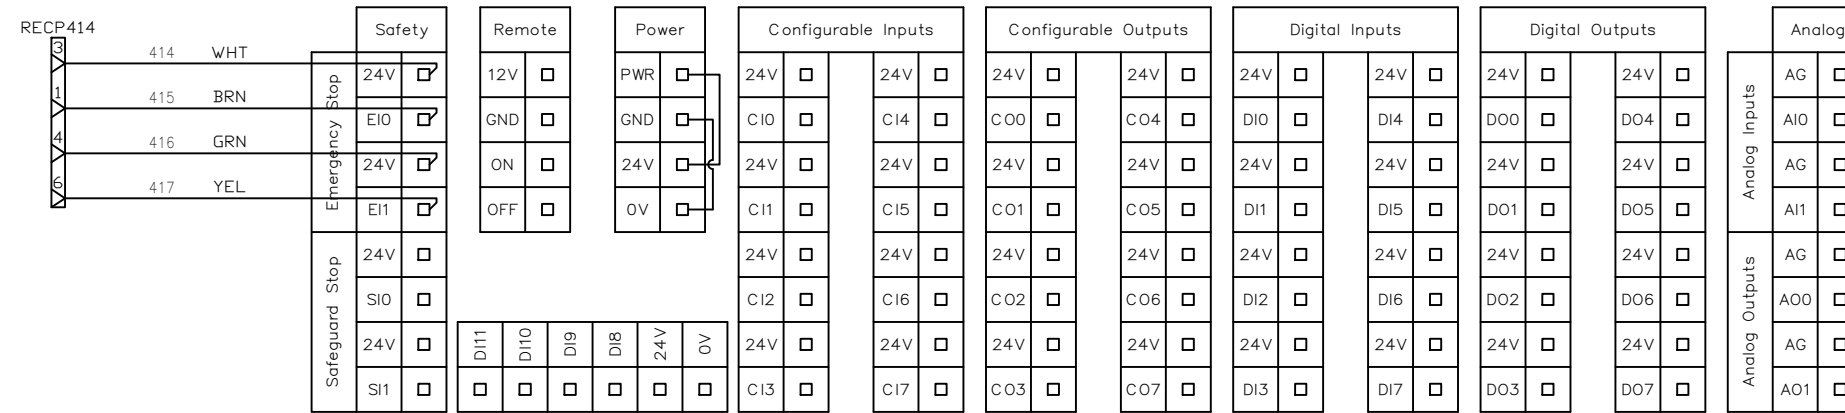 RECP414
3 414 WHT
1 415 BRN
4 416 GRN
6 417 YEL
Safety
Emergency Stop
24V
EI0
24V
EI1
Safeguard Stop
24V
SI0
24V
SI1
Remote
12V
GND
ON
OFF
Power
PWR
GND
24V
0V
DI11 DI10 DI9 DI8 24V 0V
Configurable Inputs
24V 24V
CI0 CI4
24V 24V
CI1 CI5
24V 24V
CI2 CI6
24V 24V
CI3 CI7
Configurable Outputs
24V 24V
CO0 CO4
24V 24V
CO1 CO5
24V 24V
CO2 CO6
24V 24V
CO3 CO7
Digital Inputs
24V 24V
DI0 DI4
24V 24V
DI1 DI5
24V 24V
DI2 DI6
24V 24V
DI3 DI7
Digital Outputs
24V 24V
DO0 DO4
24V 24V
DO1 DO5
24V 24V
DO2 DO6
24V 24V
DO3 DO7
Analog
Analog Inputs
AG
AI0
AG
AI1
Analog Outputs
AG
AO0
AG
AO1